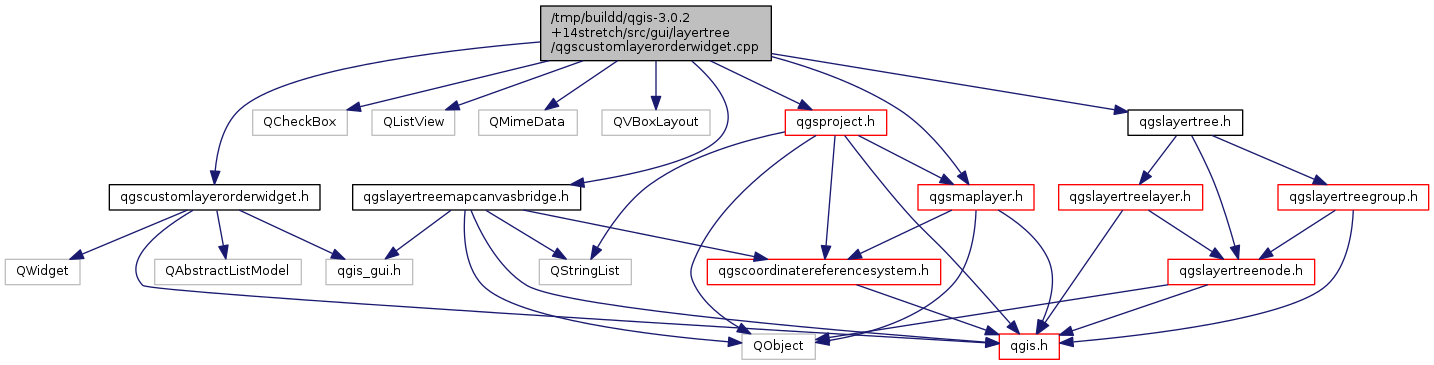 /tmp/buildd/qgis-3.0.2
+14stretch/src/gui/layertree
/qgscustomlayerorderwidget.cpp
QCheckBox
QListView
QMimeData
QVBoxLayout
qgsproject.h
qgslayertree.h
qgscustomlayerorderwidget.h
qgslayertreemapcanvasbridge.h
qgsmaplayer.h
qgslayertreelayer.h
qgslayertreegroup.h
QWidget
QAbstractListModel
qgis_gui.h
QStringList
qgscoordinatereferencesystem.h
qgslayertreenode.h
QObject
qgis.h